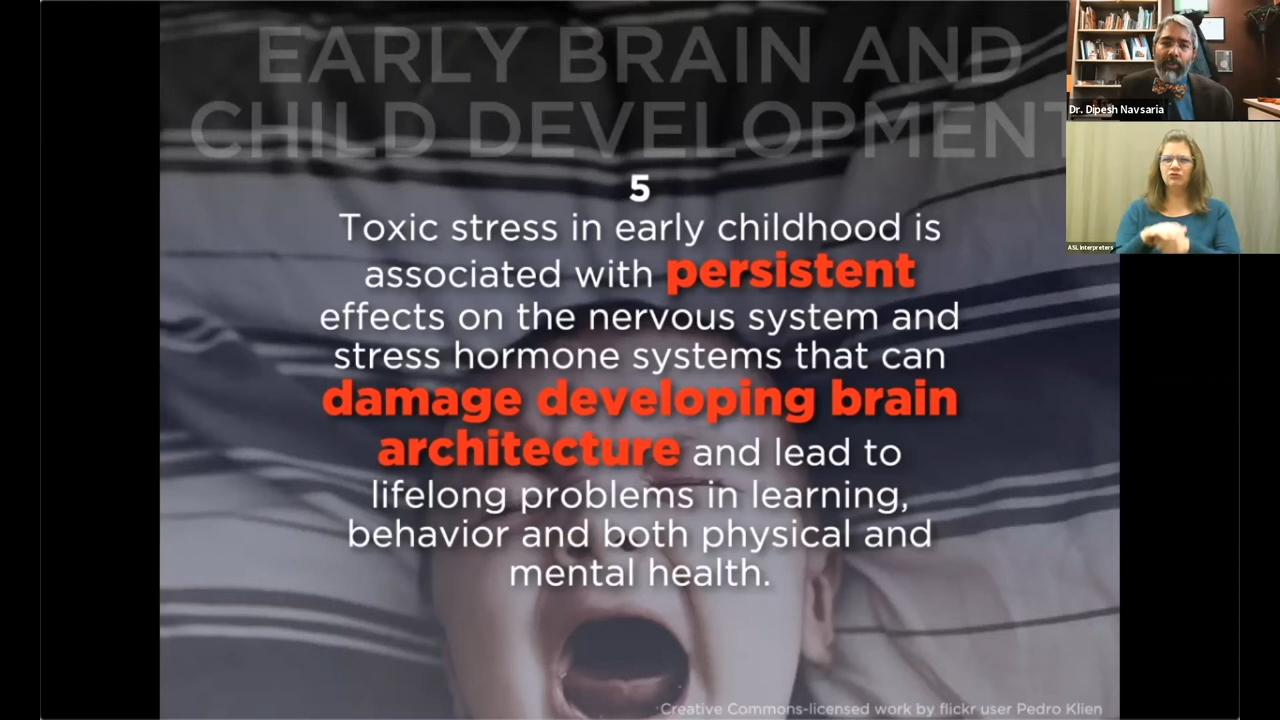 EARLY BRAIN AND
CHILD DEVELOPMENT
5
Toxic stress in early childhood is
associated with persistent
effects on the nervous system and
stress hormone systems that can
damage developing brain
architecture and lead to
lifelong problems in learning,
behavior and both physical and
mental health.
Creative Commons-licensed work by flickr user Pedro Klien
Dr. Dipesh Navsaria
ASL Interpreters